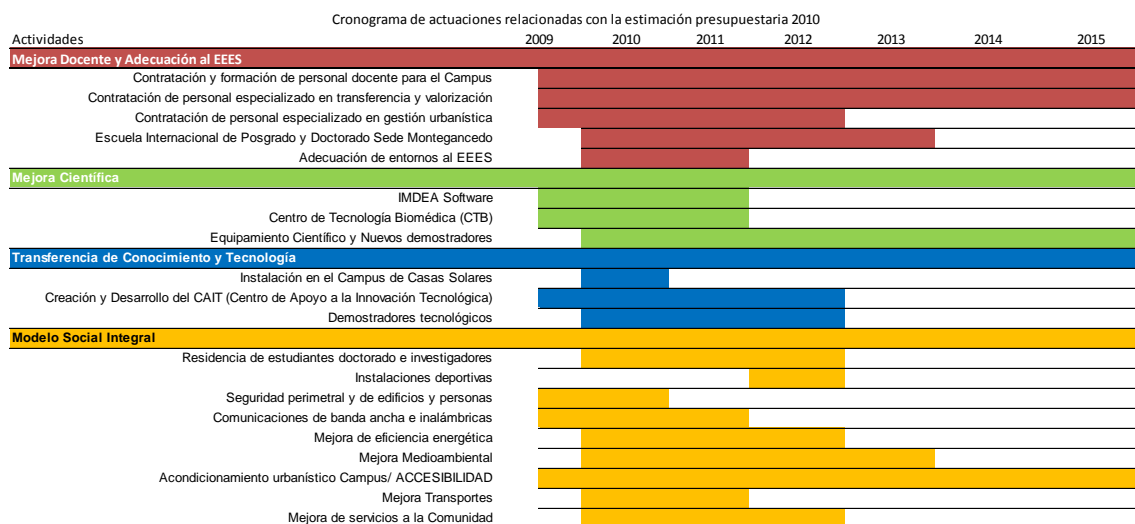 Cronograma de actuaciones relacionadas con la estimación presupuestaria 2010
Actividades 2009 2010 2011 2012 2013 2014 2015
Mejora Docente y Adecuación al EEES
Contratación y formación de personal docente para el Campus
Contratación de personal especializado en transferencia y valorización
Contratación de personal especializado en gestión urbanística
Escuela Internacional de Posgrado y Doctorado Sede Montegancedo
Adecuación de entornos al EEES
Mejora Científica
IMDEA Software
Centro de Tecnología Biomédica (CTB)
Equipamiento Científico y Nuevos demostradores
Transferencia de Conocimiento y Tecnología
Instalación en el Campus de Casas Solares
Creación y Desarrollo del CAIT (Centro de Apoyo a la Innovación Tecnológica)
Demostradores tecnológicos
Modelo Social Integral
Residencia de estudiantes doctorado e investigadores
Instalaciones deportivas
Seguridad perimetral y de edificios y personas
Comunicaciones de banda ancha e inalámbricas
Mejora de eficiencia energética
Mejora Medioambiental
Acondicionamiento urbanístico Campus/ ACCESIBILIDAD
Mejora Transportes
Mejora de servicios a la Comunidad